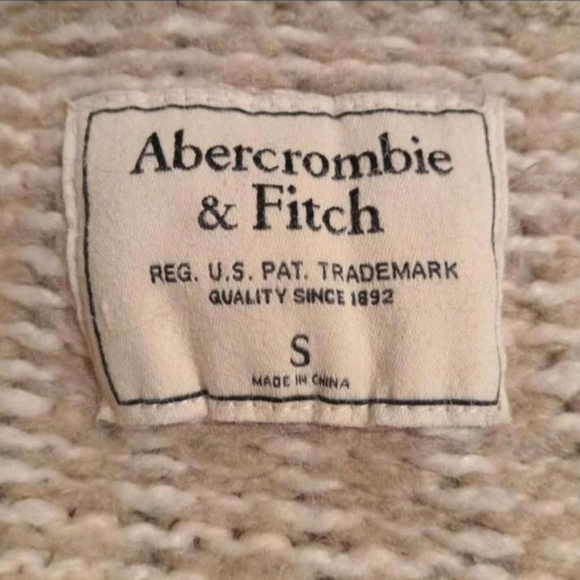 Abercrombie
& Fitch
REG. U.S. PAT. TRADEMARK
QUALITY SINCE 1892
S
MADE IN CHINA